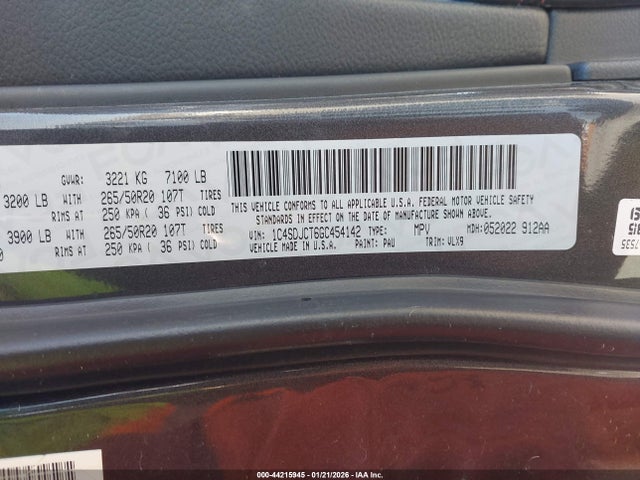 GVWR: 3221 KG 7100 LB
3200 LB WITH 265/50R20 107T TIRES
RIMS AT 250 KPA ( 36 PSI) COLD
3900 LB WITH 265/50R20 107T TIRES
RIMS AT 250 KPA ( 36 PSI) COLD
THIS VEHICLE CONFORMS TO ALL APPLICABLE U.S.A. FEDERAL MOTOR VEHICLE SAFETY
STANDARDS IN EFFECT ON THE DATE OF MANUFACTURE SHOWN ABOVE.
VIN: 1C4SDJCT6GC454142 TYPE: MPV MDH: 052022 912AA
MADE IN U.S.A. PAINT: PAU TRIM: VLX9
000-44215945 - 01/21/2026 - IAA Inc.